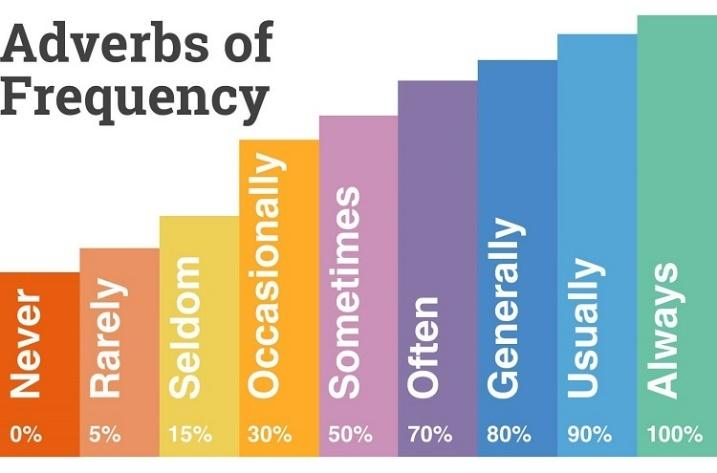 Adverbs of
Frequency
Never
Rarely
Seldom
Occasionally
Sometimes
Often
Generally
Usually
Always
0%
5%
15%
30%
50%
70%
80%
90%
100%